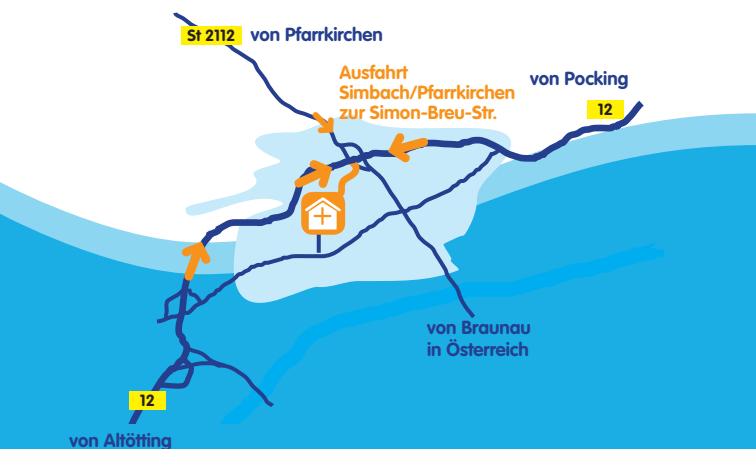 St 2112 von Pfarrkirchen
Ausfahrt
Simbach/Pfarrkirchen
zur Simon-Breu-Str.
von Pocking
12
von Braunau
in Österreich
12
von Altötting